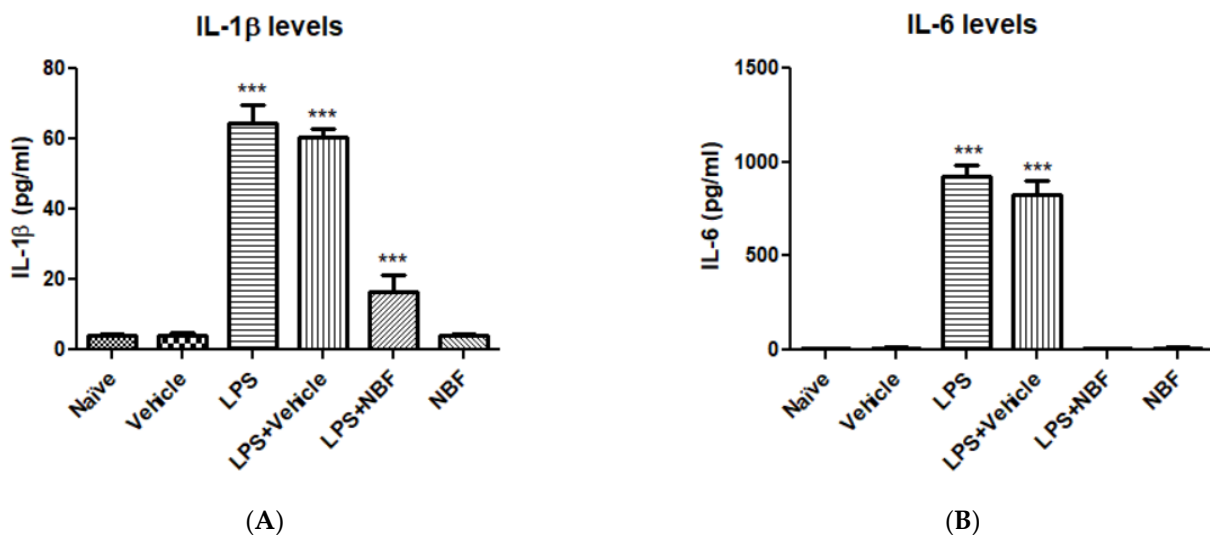 IL-1β levels
IL-1β (pg/ml)
80
60
40
20
0
***
***
***
Naïve
Vehicle
LPS
LPS+Vehicle
LPS+NBF
NBF
(A)
IL-6 levels
IL-6 (pg/ml)
1500
1000
500
0
***
***
Naïve
Vehicle
LPS
LPS+Vehicle
LPS+NBF
NBF
(B)